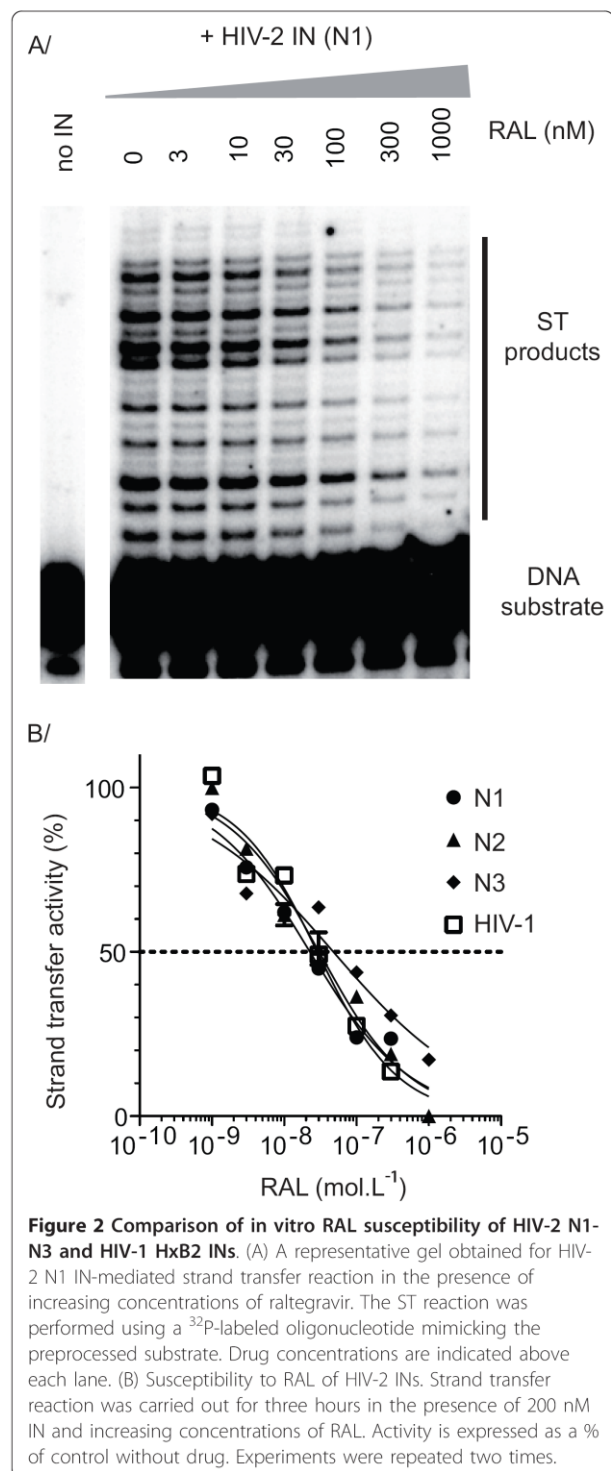 A/
+ HIV-2 IN (N1)
no IN
0
3
10
30
100
300
1000
RAL (nM)
ST
products
DNA
substrate
B/
Strand transfer activity (%)
100
50
0
N1
N2
N3
HIV-1
10⁻¹⁰ 10⁻⁹ 10⁻⁸ 10⁻⁷ 10⁻⁶ 10⁻⁵
RAL (mol.L⁻¹)
Figure 2 Comparison of in vitro RAL susceptibility of HIV-2 N1-
N3 and HIV-1 HxB2 INs. (A) A representative gel obtained for HIV-
2 N1 IN-mediated strand transfer reaction in the presence of
increasing concentrations of raltegravir. The ST reaction was
performed using a ³²P-labeled oligonucleotide mimicking the
preprocessed substrate. Drug concentrations are indicated above
each lane. (B) Susceptibility to RAL of HIV-2 INs. Strand transfer
reaction was carried out for three hours in the presence of 200 nM
IN and increasing concentrations of RAL. Activity is expressed as a %
of control without drug. Experiments were repeated two times.